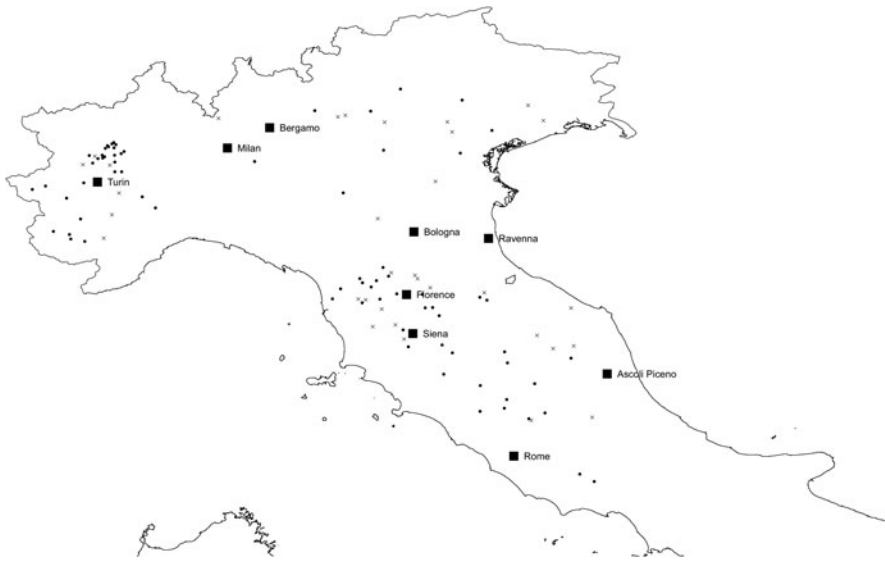 Bergamo
Milan
Turin
Bologna
Ravenna
Florence
Siena
Ascoli Piceno
Rome